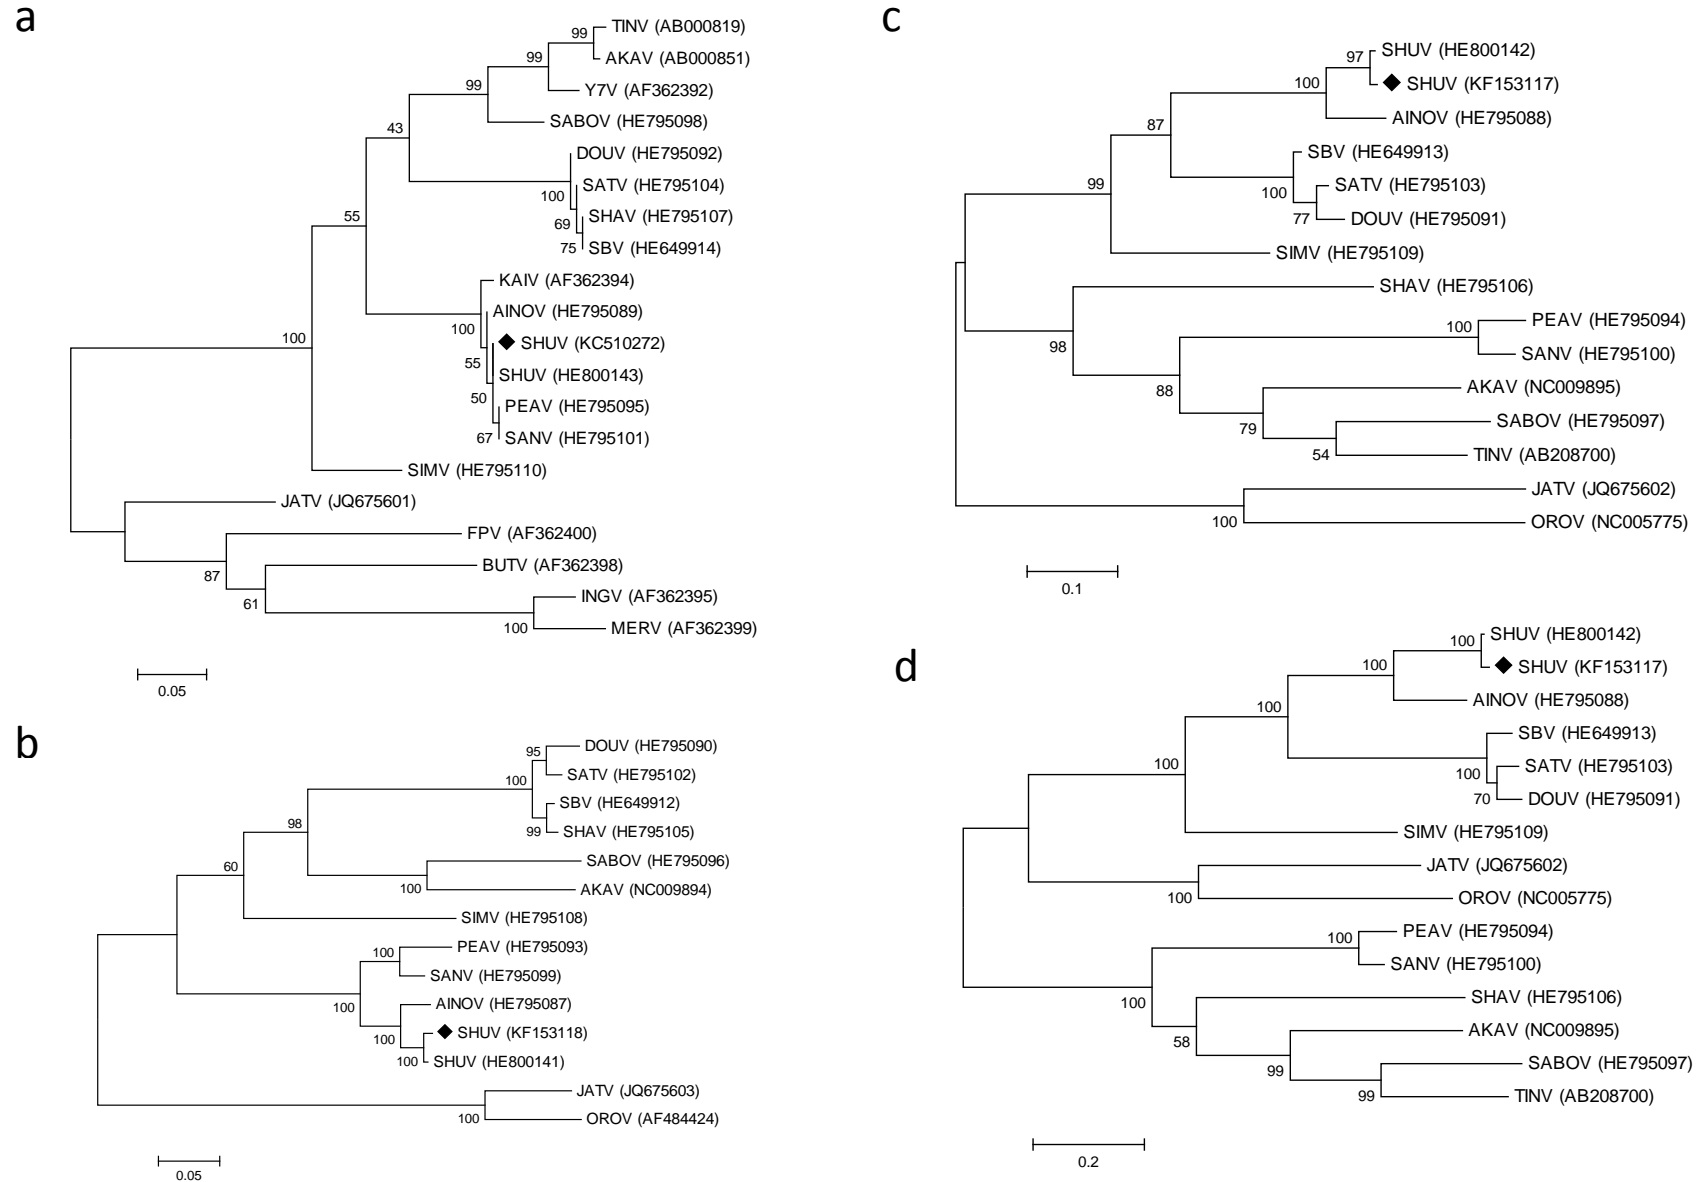 a
TINV (AB000819)
99
AKAV (AB000851)
99
Y7V (AF362392)
99
SABOV (HE795098)
43
DOUV (HE795092)
SATV (HE795104)
100
SHAV (HE795107)
69
SBV (HE649914)
75
55
KAIV (AF362394)
AINOV (HE795089)
100
SHUV (KC510272)
55
SHUV (HE800143)
50
PEAV (HE795095)
SANV (HE795101)
67
100
SIMV (HE795110)
JATV (JQ675601)
FPV (AF362400)
87
BUTV (AF362398)
61
INGV (AF362395)
100
MERV (AF362399)
0.05
b
DOUV (HE795090)
95
SATV (HE795102)
100
SBV (HE649912)
99
SHAV (HE795105)
98
SABOV (HE795096)
100
AKAV (NC009894)
60
SIMV (HE795108)
PEAV (HE795093)
100
SANV (HE795099)
100
AINOV (HE795087)
100
SHUV (KF153118)
100
SHUV (HE800141)
JATV (JQ675603)
100
OROV (AF484424)
0.05
c
SHUV (HE800142)
97
SHUV (KF153117)
100
AINOV (HE795088)
87
SBV (HE649913)
100
SATV (HE795103)
77
DOUV (HE795091)
99
SIMV (HE795109)
SHAV (HE795106)
98
PEAV (HE795094)
100
SANV (HE795100)
88
AKAV (NC009895)
79
SABOV (HE795097)
54
TINV (AB208700)
JATV (JQ675602)
100
OROV (NC005775)
0.1
d
SHUV (HE800142)
100
SHUV (KF153117)
100
AINOV (HE795088)
100
SBV (HE649913)
100
SATV (HE795103)
70
DOUV (HE795091)
100
SIMV (HE795109)
JATV (JQ675602)
100
OROV (NC005775)
PEAV (HE795094)
100
SANV (HE795100)
100
SHAV (HE795106)
58
AKAV (NC009895)
99
SABOV (HE795097)
99
TINV (AB208700)
0.2